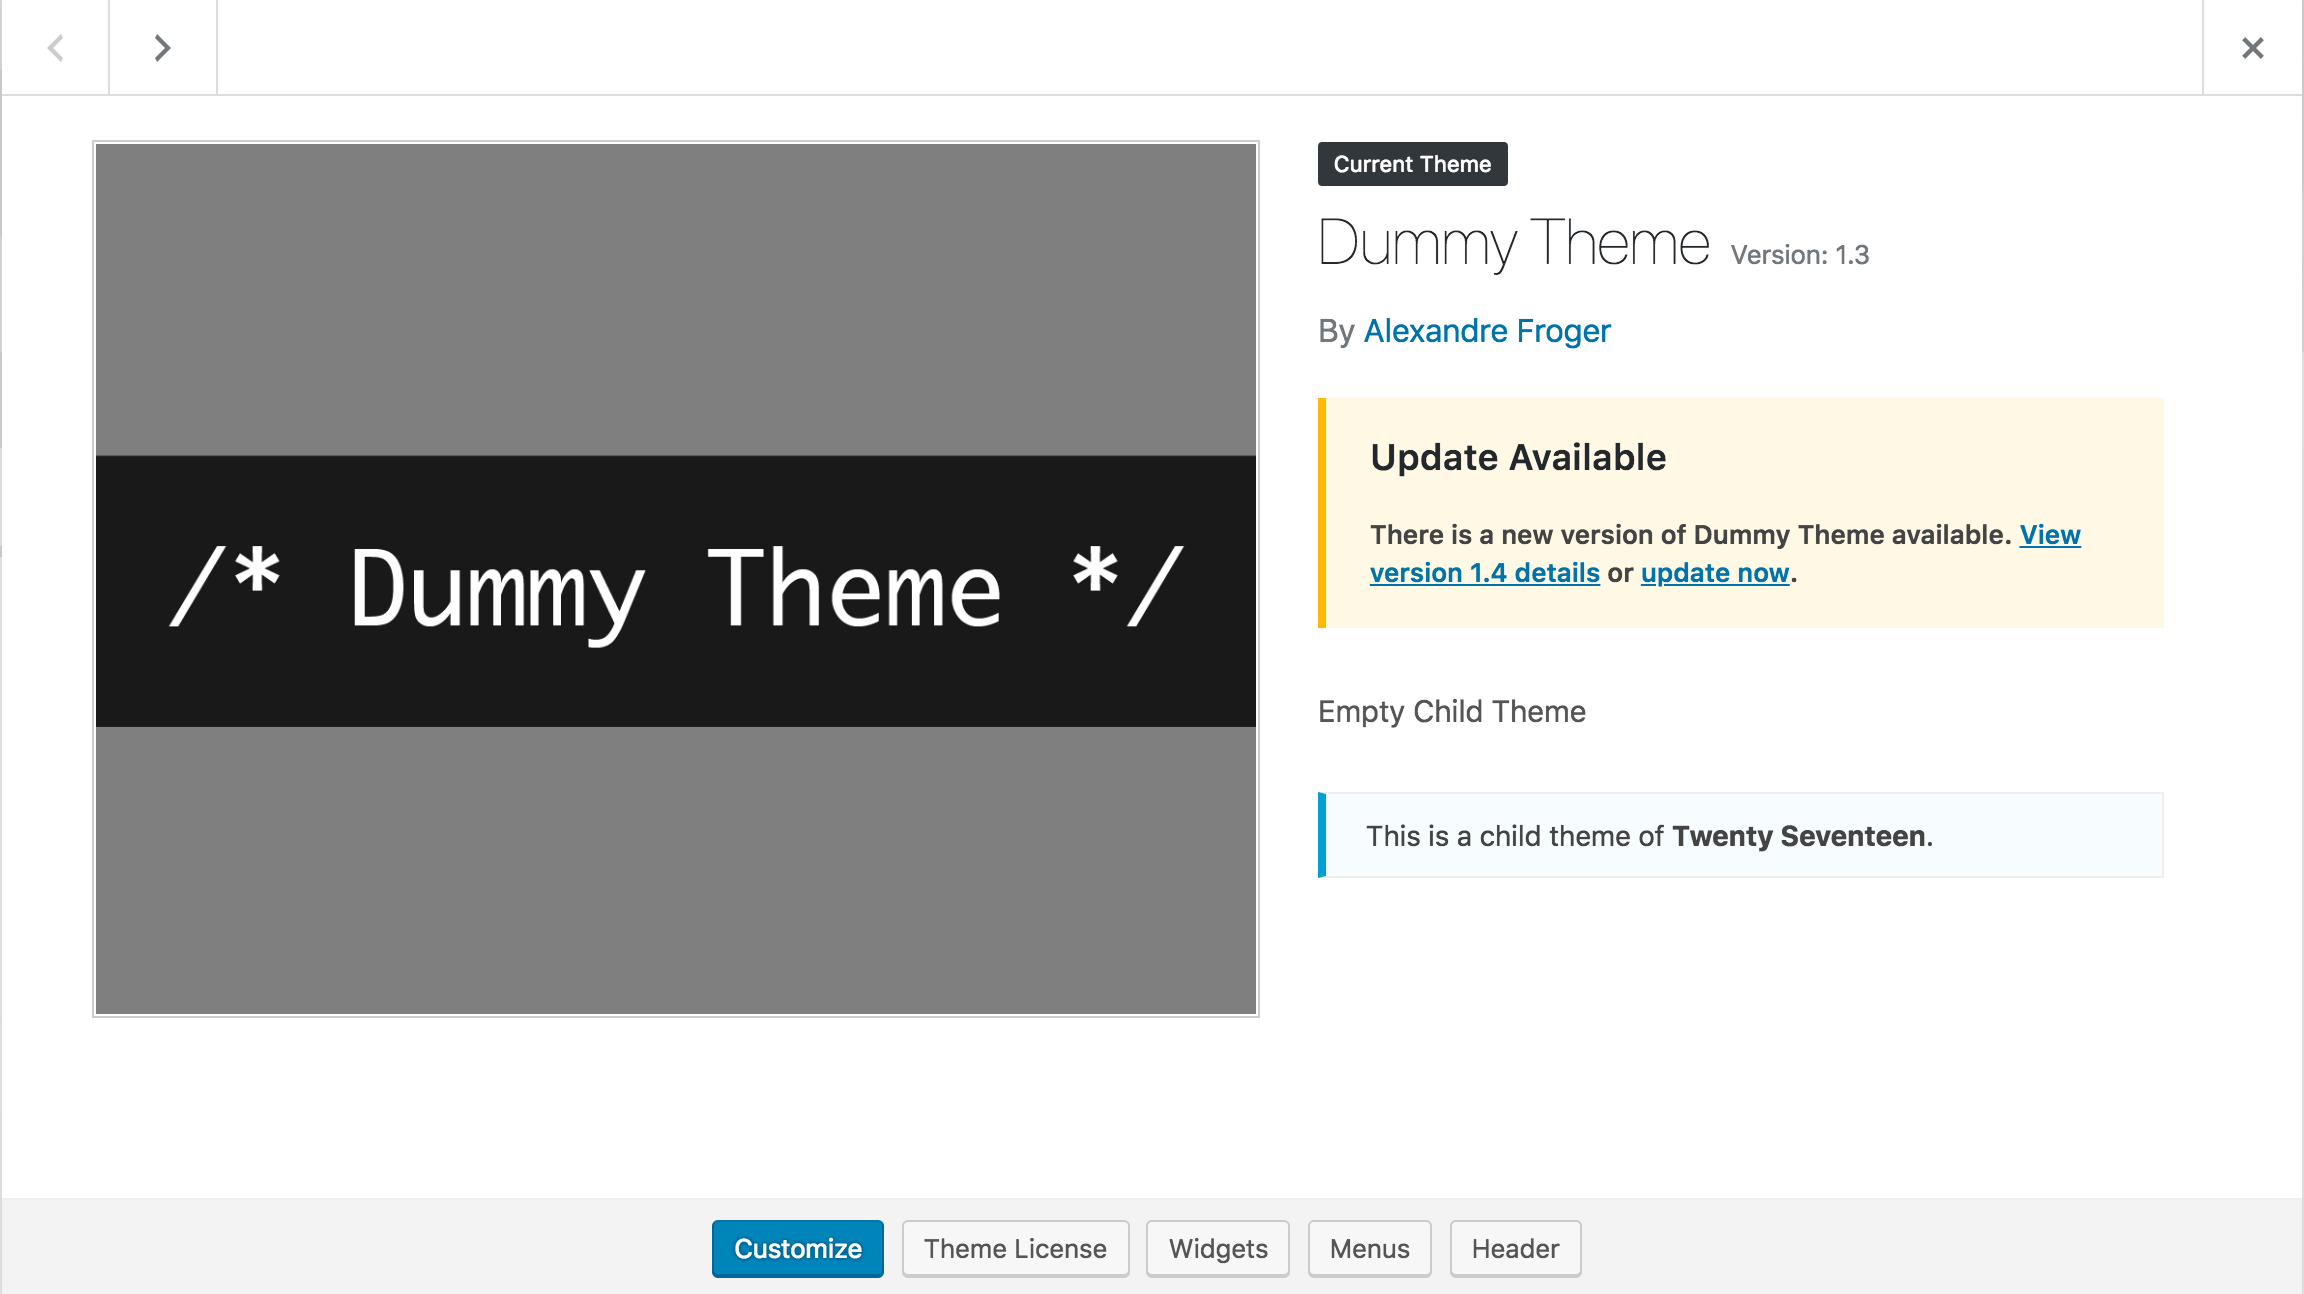 /* Dummy Theme */
Current Theme
Dummy Theme Version: 1.3
By Alexandre Froger
Update Available
There is a new version of Dummy Theme available. View
version 1.4 details or update now.
Empty Child Theme
This is a child theme of Twenty Seventeen.
Customize Theme License Widgets Menus Header